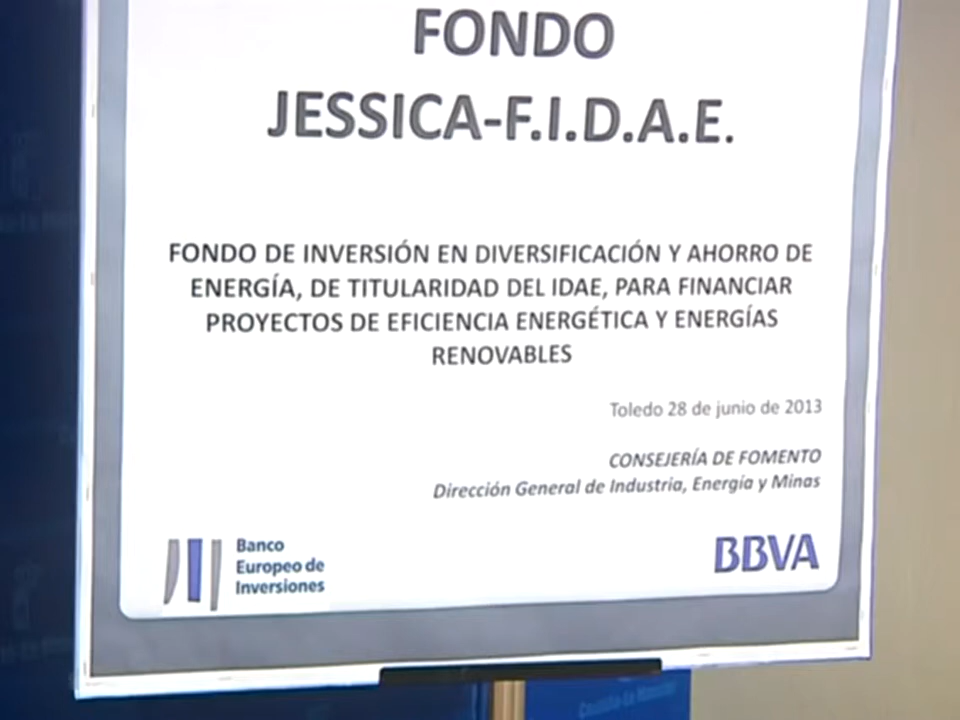 FONDO
JESSICA-F.I.D.A.E.
FONDO DE INVERSIÓN EN DIVERSIFICACIÓN Y AHORRO DE
ENERGÍA, DE TITULARIDAD DEL IDAE, PARA FINANCIAR
PROYECTOS DE EFICIENCIA ENERGÉTICA Y ENERGÍAS
RENOVABLES
Toledo 28 de junio de 2013
CONSEJERÍA DE FOMENTO
Dirección General de Industria, Energía y Minas
Banco
Europeo de
Inversiones
BBVA